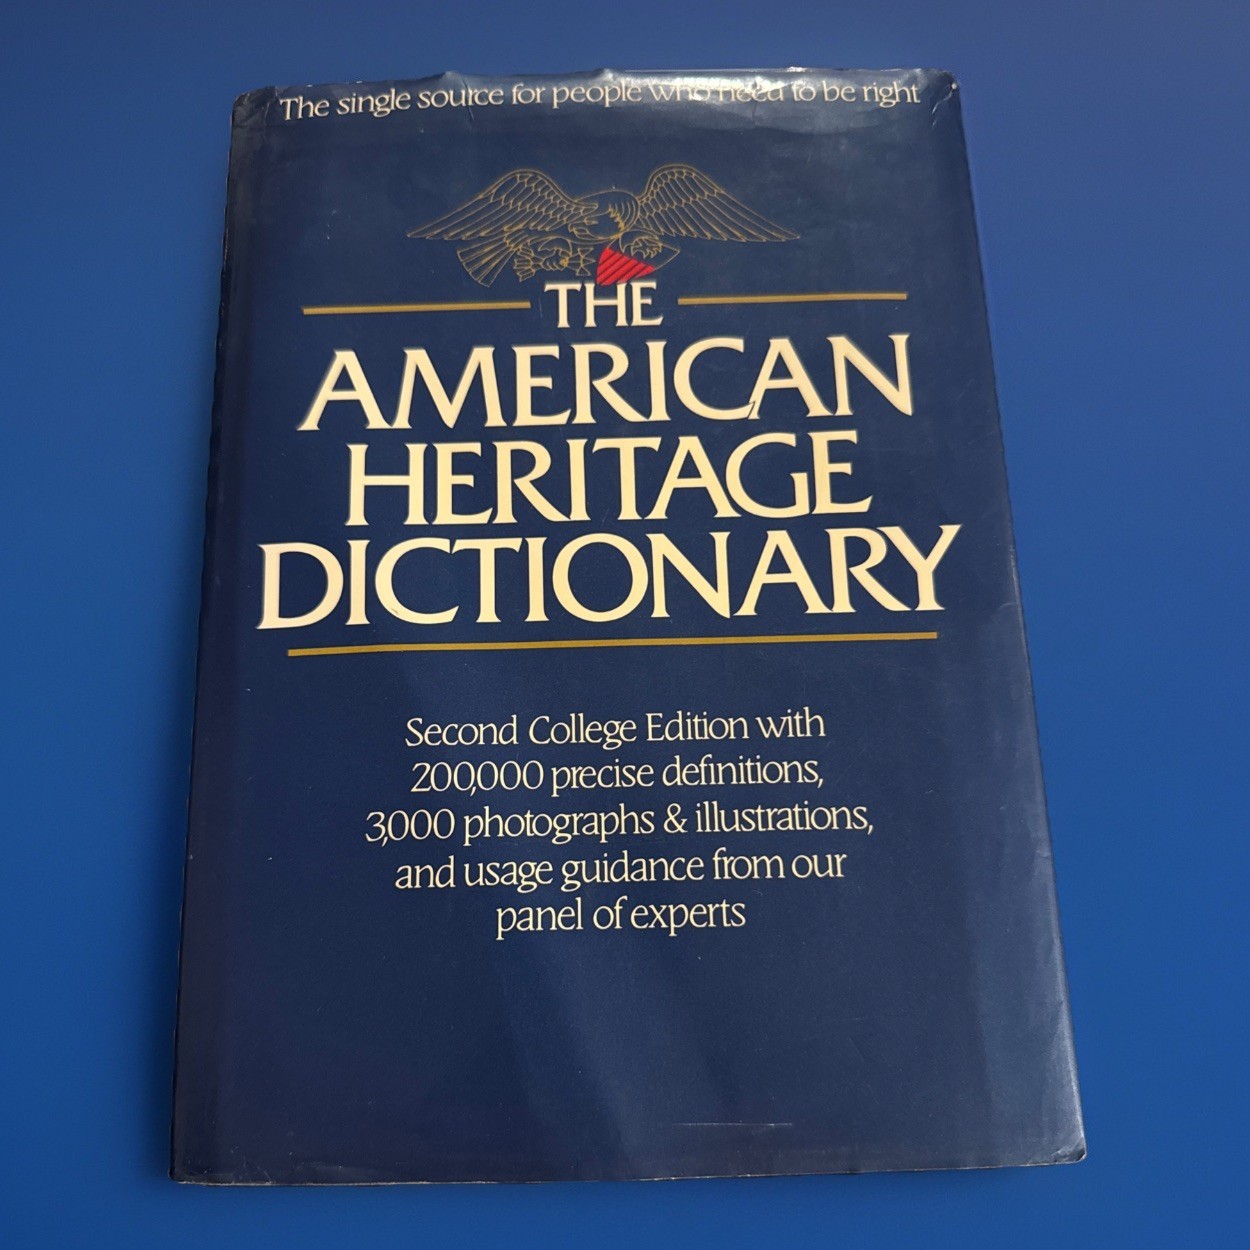 The single source for people who need to be right
THE
AMERICAN
HERITAGE
DICTIONARY
Second College Edition with
200,000 precise definitions,
3,000 photographs & illustrations,
and usage guidance from our
panel of experts